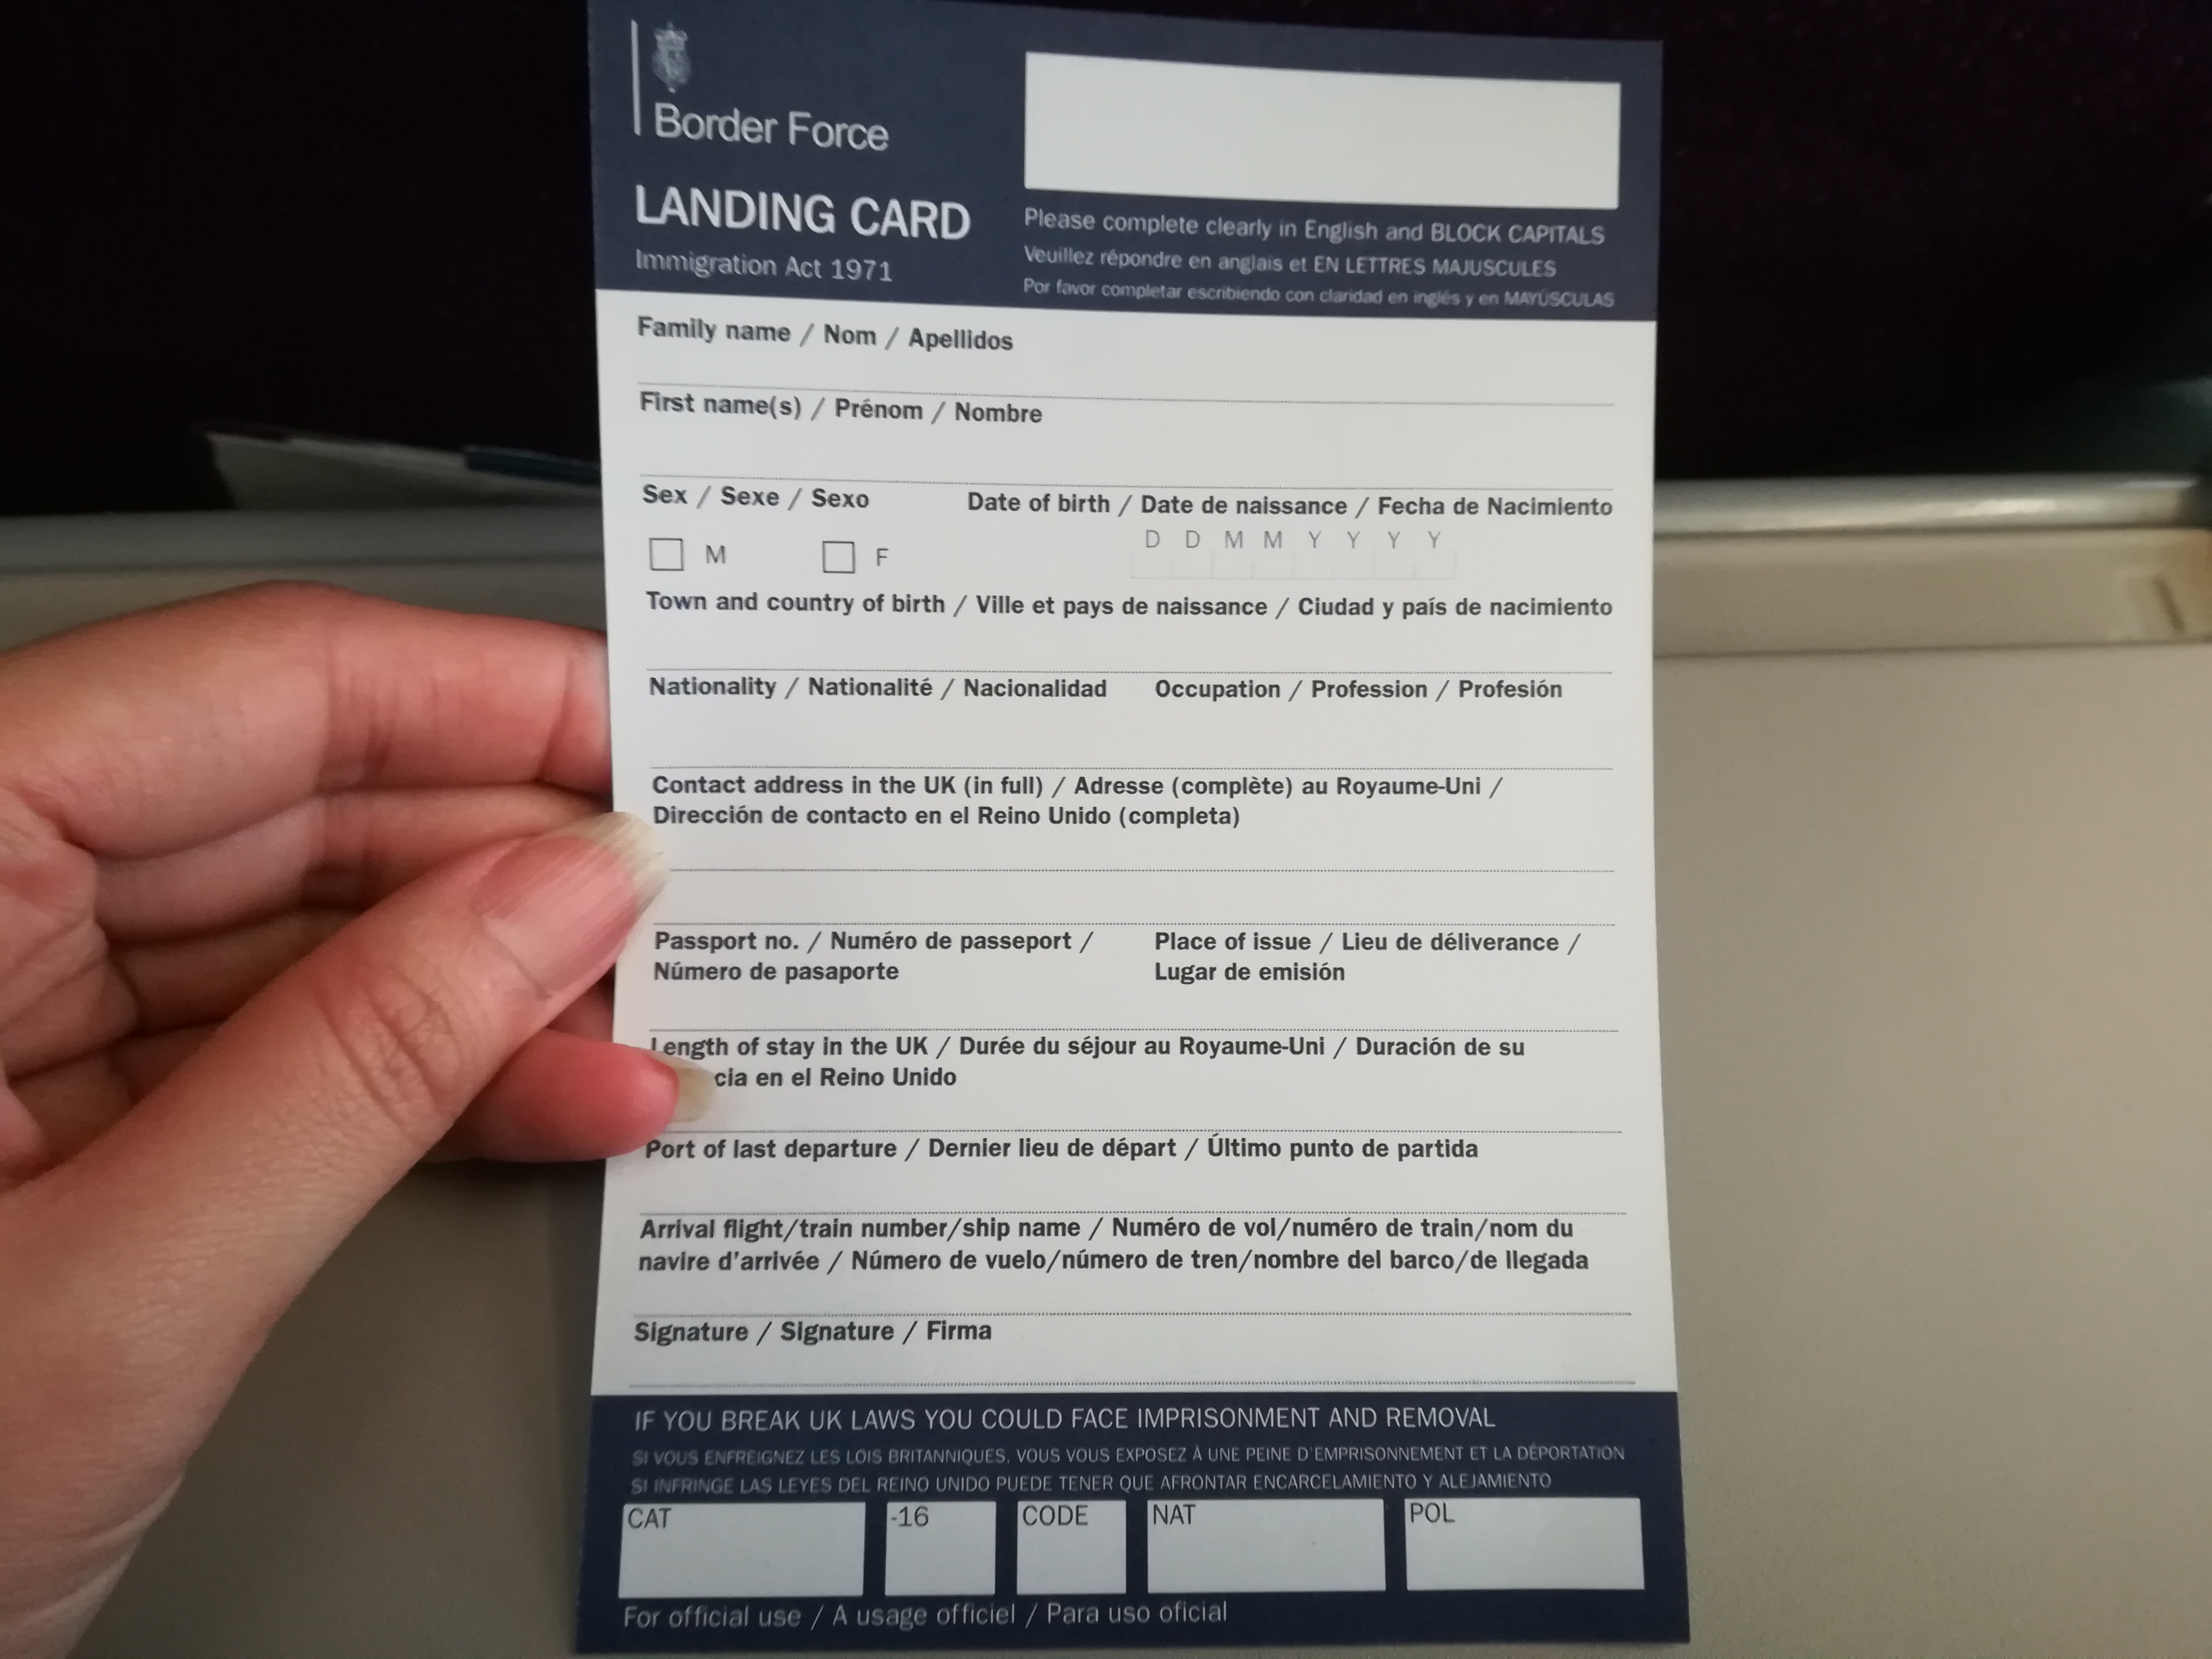 Border Force
LANDING CARD
Immigration Act 1971
Please complete clearly in English and BLOCK CAPITALS
Veuillez répondre en anglais et EN LETTRES MAJUSCULES
Por favor completar escribiendo con claridad en inglés y en MAYÚSCULAS
Family name / Nom / Apellidos
First name(s) / Prénom / Nombre
Sex / Sexe / Sexo
Date of birth / Date de naissance / Fecha de Nacimiento
M F
D D M M Y Y Y Y
Town and country of birth / Ville et pays de naissance / Ciudad y país de nacimiento
Nationality / Nationalité / Nacionalidad
Occupation / Profession / Profesión
Contact address in the UK (in full) / Adresse (complète) au Royaume-Uni /
Dirección de contacto en el Reino Unido (completa)
Passport no. / Numéro de passeport /
Número de pasaporte
Place of issue / Lieu de déliverance /
Lugar de emisión
Length of stay in the UK / Durée du séjour au Royaume-Uni / Duración de su
cia en el Reino Unido
Port of last departure / Dernier lieu de départ / Último punto de partida
Arrival flight/train number/ship name / Numéro de vol/numéro de train/nom du
navire d'arrivée / Número de vuelo/número de tren/nombre del barco/de llegada
Signature / Signature / Firma
IF YOU BREAK UK LAWS YOU COULD FACE IMPRISONMENT AND REMOVAL
SI VOUS ENFREIGNEZ LES LOIS BRITANNIQUES, VOUS VOUS EXPOSEZ À UNE PEINE D'EMPRISONNEMENT ET LA DÉPORTATION
SI INFRINGE LAS LEYES DEL REINO UNIDO PUEDE TENER QUE AFRONTAR ENCARCELAMIENTO Y ALEJAMIENTO
CAT -16 CODE NAT POL
For official use / A usage officiel / Para uso oficial